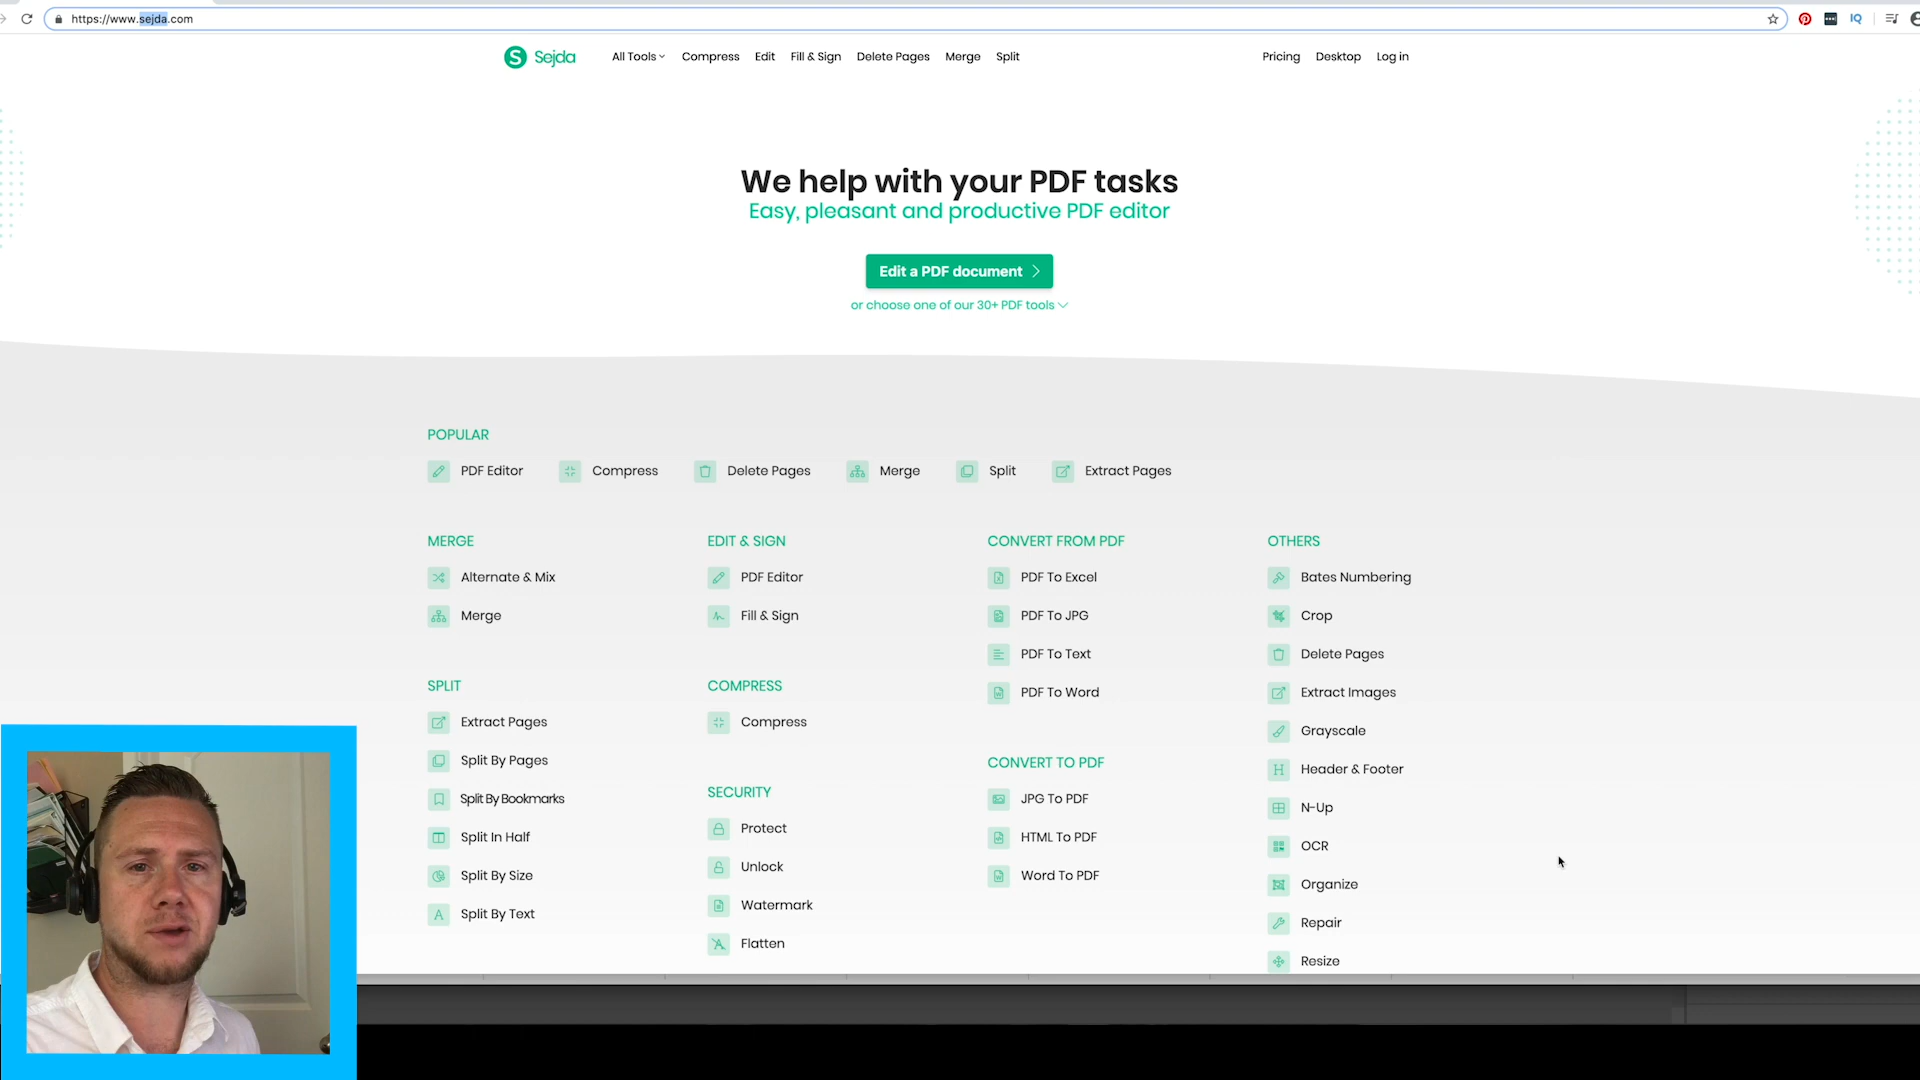 https://www.sejda.com
IQ
S Sejda All Tools Compress Edit Fill & Sign Delete Pages Merge Split Pricing Desktop Log in
We help with your PDF tasks
Easy, pleasant and productive PDF editor
Edit a PDF document
or choose one of our 30+ PDF tools
POPULAR
PDF Editor Compress Delete Pages Merge Split Extract Pages
MERGE
Alternate & Mix
Merge
SPLIT
Extract Pages
Split By Pages
Split By Bookmarks
Split In Half
Split By Size
Split By Text
EDIT & SIGN
PDF Editor
Fill & Sign
COMPRESS
Compress
SECURITY
Protect
Unlock
Watermark
Flatten
CONVERT FROM PDF
PDF To Excel
PDF To JPG
PDF To Text
PDF To Word
CONVERT TO PDF
JPG To PDF
HTML To PDF
Word To PDF
OTHERS
Bates Numbering
Crop
Delete Pages
Extract Images
Grayscale
Header & Footer
N-Up
OCR
Organize
Repair
Resize